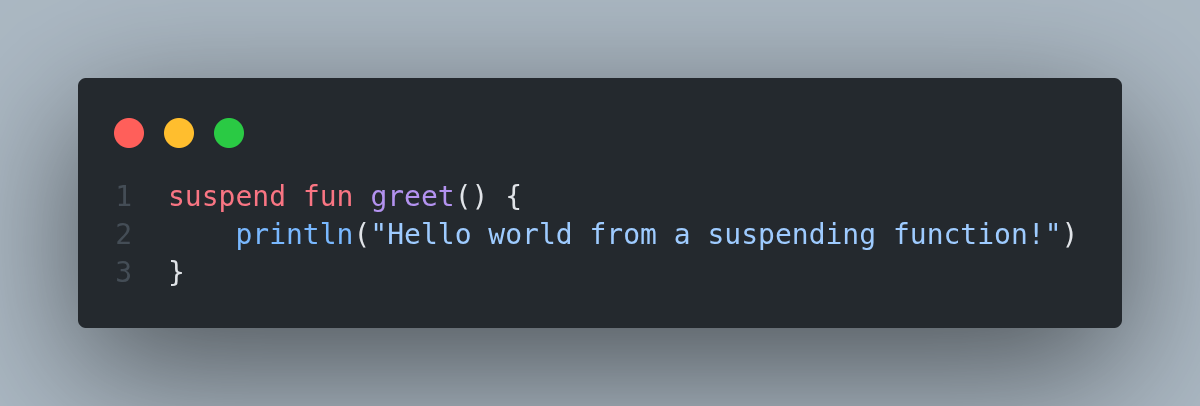 1 suspend fun greet() {
2     println("Hello world from a suspending function!")
3 }